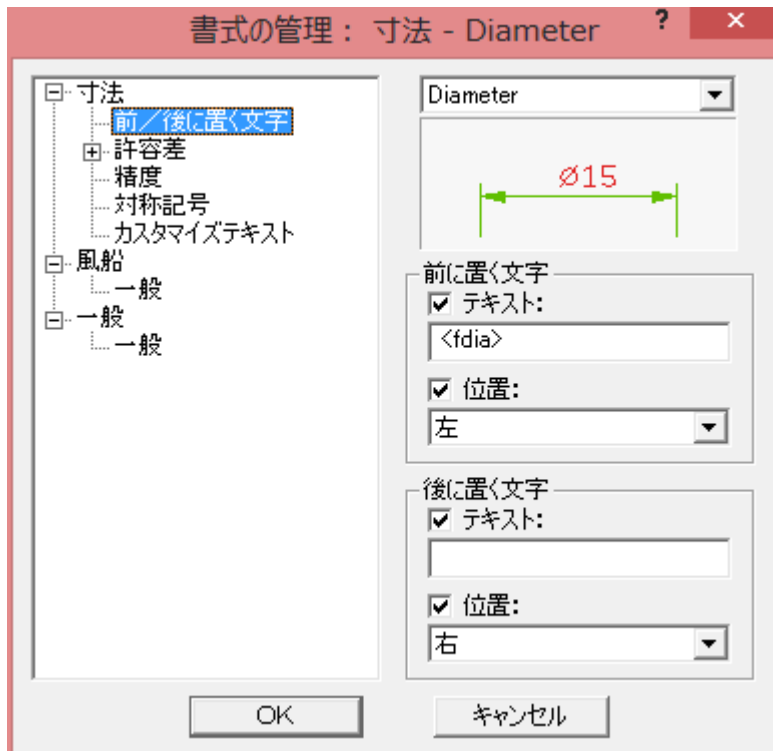 書式の管理： 寸法 - Diameter ?
寸法
前／後に置く文字
許容差
精度
対称記号
カスタマイズテキスト
風船
一般
一般
一般
Diameter
Ø15
前に置く文字
テキスト:
<fdia>
位置:
左
後に置く文字
テキスト:
位置:
右
OK
キャンセル